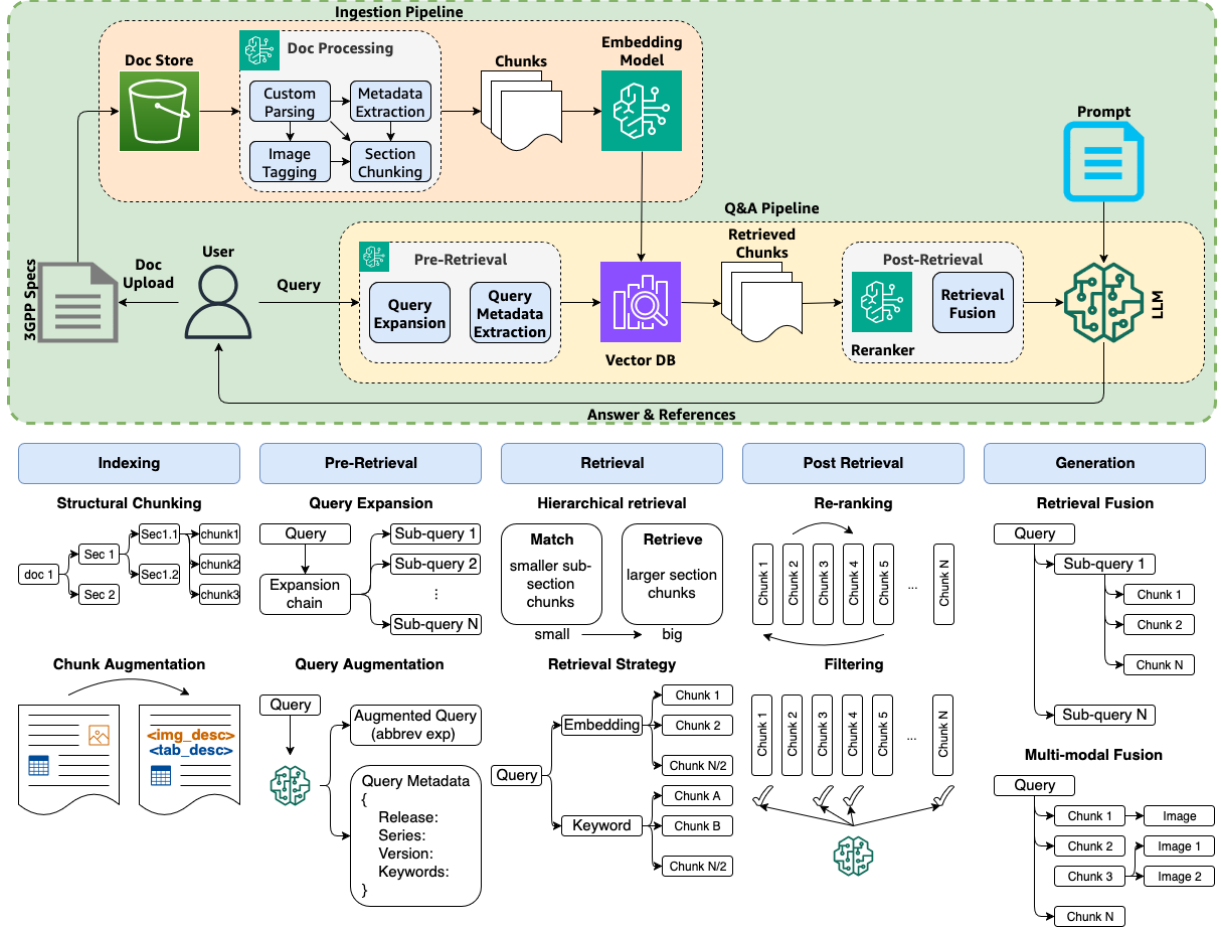 Ingestion Pipeline
Doc Store
Doc Processing
Custom
Parsing
Metadata
Extraction
Image
Tagging
Section
Chunking
Chunks
Embedding
Model
Prompt
Q&A Pipeline
3GPP Specs
Doc
Upload
User
Query
Pre-Retrieval
Query
Expansion
Query
Metadata
Extraction
Vector DB
Retrieved
Chunks
Post-Retrieval
Reranker
Retrieval
Fusion
LLM
Answer & References
Indexing
Structural Chunking
doc 1
Sec 1
Sec 2
Sec1.1
Sec1.2
chunk1
chunk2
chunk3
Chunk Augmentation
<img_desc>
<tab_desc>
Pre-Retrieval
Query Expansion
Query
Expansion
chain
Sub-query 1
Sub-query 2
⋮
Sub-query N
Query Augmentation
Query
Augmented Query
(abbrev exp)
Query Metadata
{
Release:
Series:
Version:
Keywords:
}
Retrieval
Hierarchical retrieval
Match
smaller sub-
section
chunks
Retrieve
larger section
chunks
small
big
Retrieval Strategy
Query
Embedding
Chunk 1
Chunk 2
Chunk N/2
Keyword
Chunk A
Chunk B
Chunk N/2
Post Retrieval
Re-ranking
Chunk 1
Chunk 2
Chunk 3
Chunk 4
Chunk 5
...
Chunk N
Filtering
Chunk 1
Chunk 2
Chunk 3
Chunk 4
Chunk 5
...
Chunk N
Generation
Retrieval Fusion
Query
Sub-query 1
Chunk 1
Chunk 2
Chunk N
Sub-query N
Multi-modal Fusion
Query
Chunk 1
Image
Chunk 2
Image 1
Chunk 3
Image 2
Chunk N